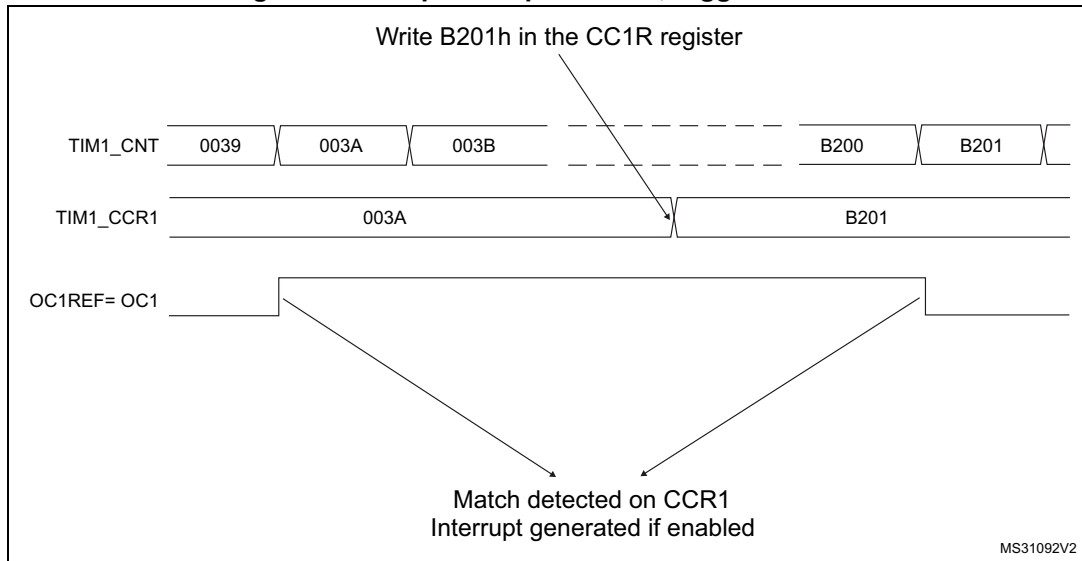 Write B201h in the CC1R register
TIM1_CNT 0039 003A 003B B200 B201
TIM1_CCR1 003A B201
OC1REF= OC1
Match detected on CCR1
Interrupt generated if enabled
MS31092V2